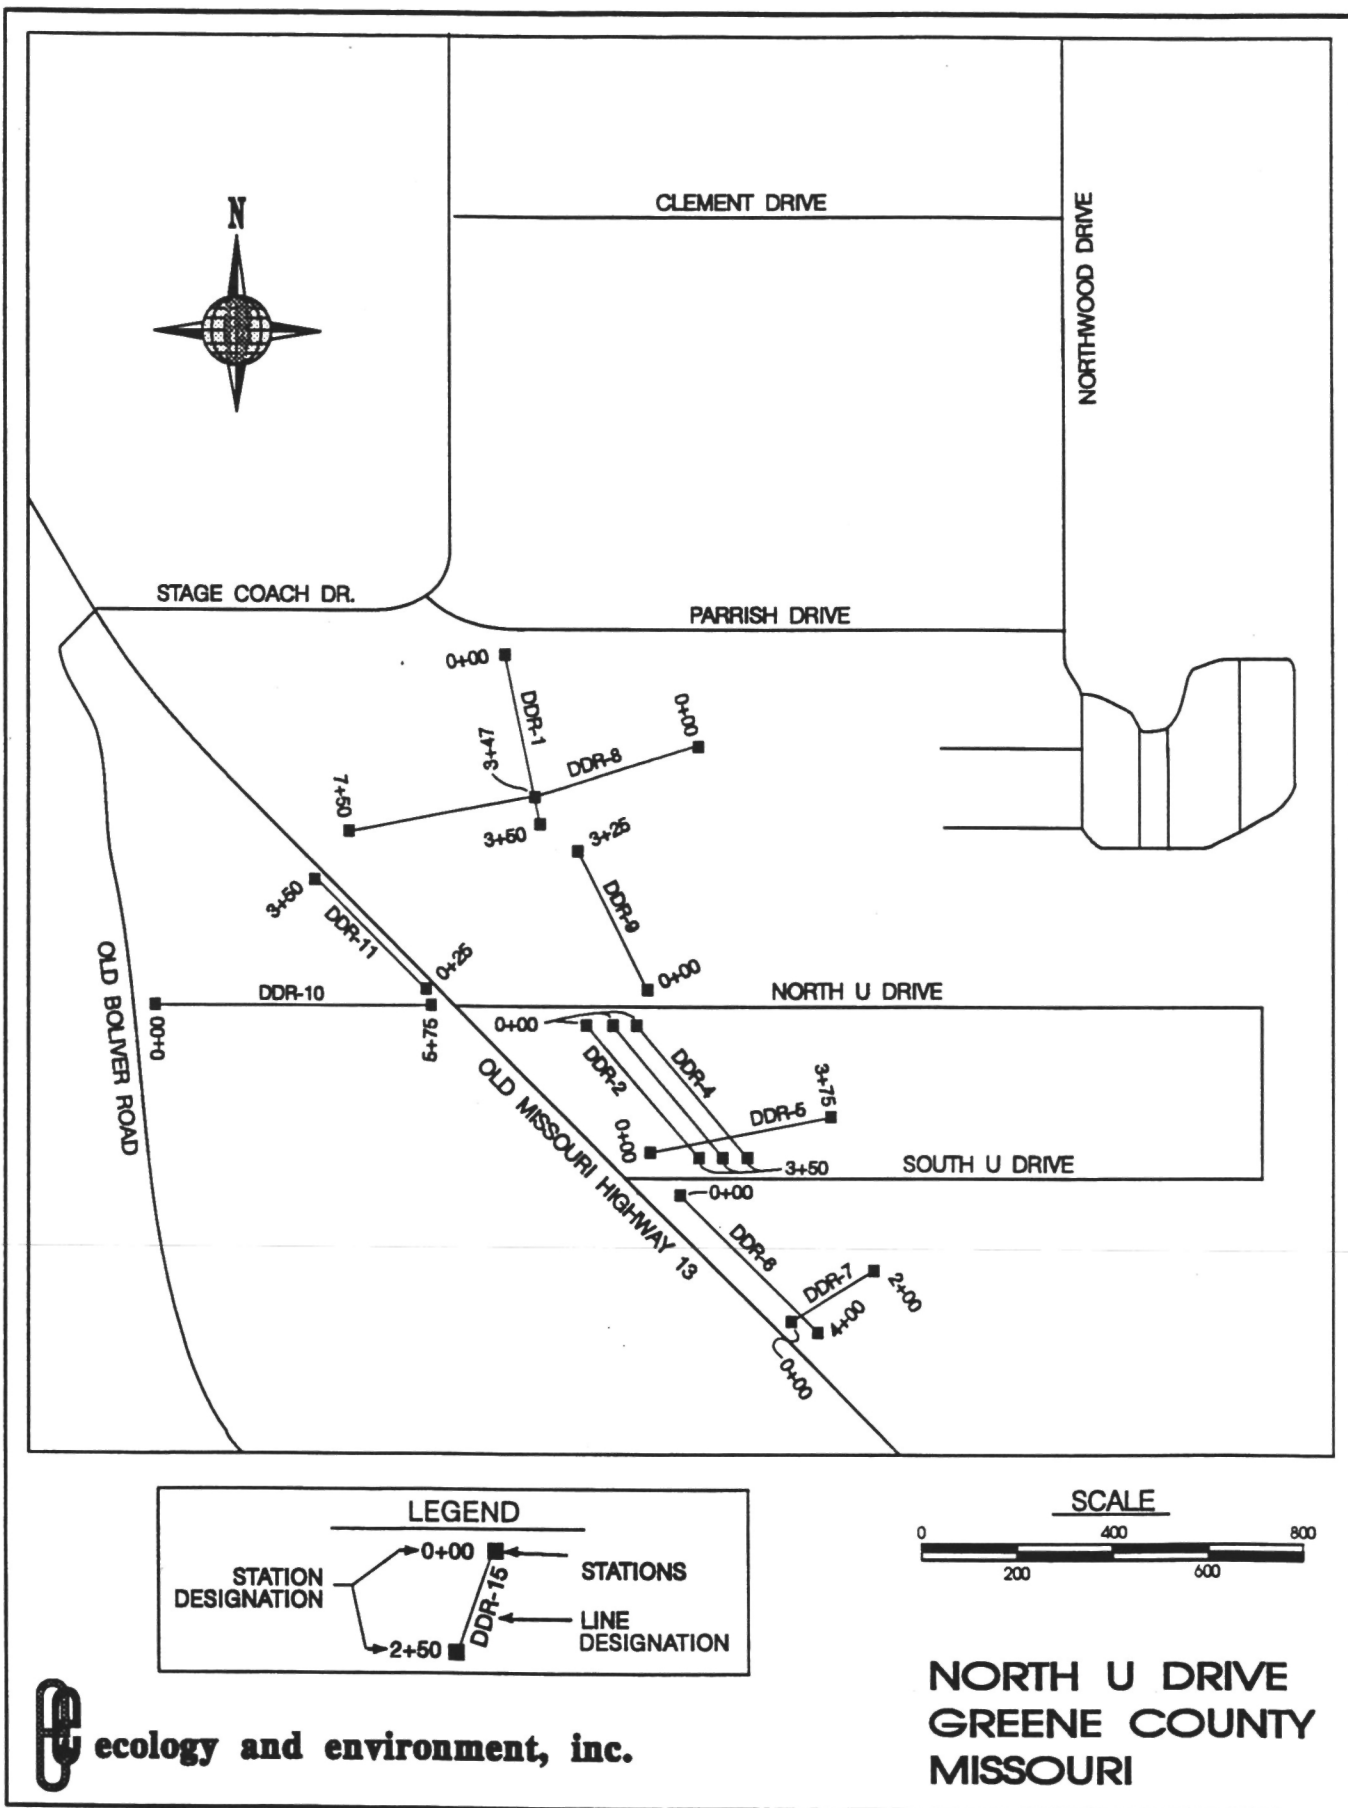 N
CLEMENT DRIVE
NORTHWOOD DRIVE
STAGE COACH DR.
PARRISH DRIVE
0+00
DDR-1
0+00
3+47
DDR-8
7+50
3+50
3+25
3+50
DDR-11
DDR-9
0+25
0+00
OLD BOLIVER ROAD
DDR-10
NORTH U DRIVE
0+00
5+75
0+00
DDR-2
DDR-4
OLD MISSOURI HIGHWAY 13
3+75
DDR-5
0+00
3+50
SOUTH U DRIVE
0+00
DDR-6
DDR-7
2+00
4+00
0+00
LEGEND
0+00
STATION
DESIGNATION
STATIONS
DDR-15
LINE
DESIGNATION
2+50
SCALE
0 400 800
200 600
NORTH U DRIVE
GREENE COUNTY
MISSOURI
ecology and environment, inc.